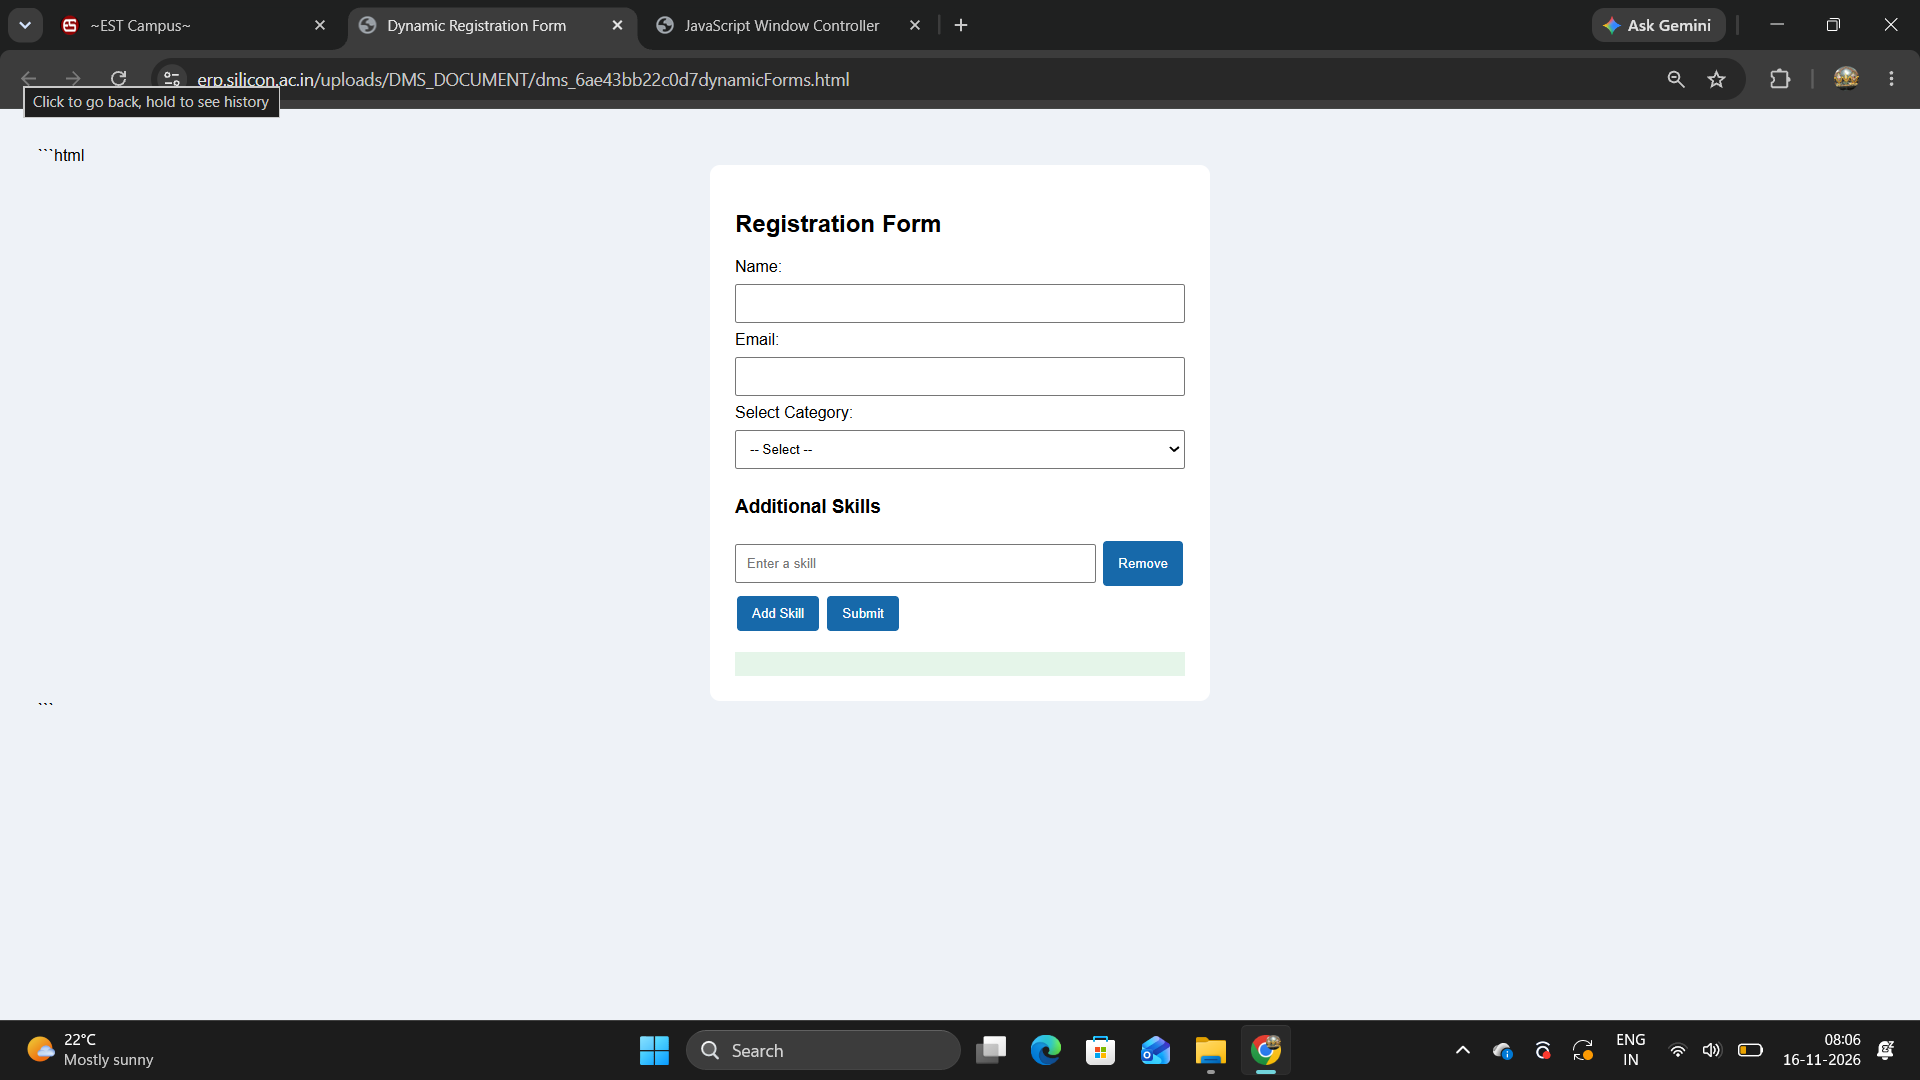 ~EST Campus~
Dynamic Registration Form
JavaScript Window Controller
Ask Gemini
erp.silicon.ac.in/uploads/DMS_DOCUMENT/dms_6ae43bb22c0d7dynamicForms.html
Click to go back, hold to see history
```html
Registration Form
Name:
Email:
Select Category:
-- Select --
Additional Skills
Enter a skill
Remove
Add Skill
Submit
```
22°C
Mostly sunny
Search
ENG
IN
08:06
16-11-2026